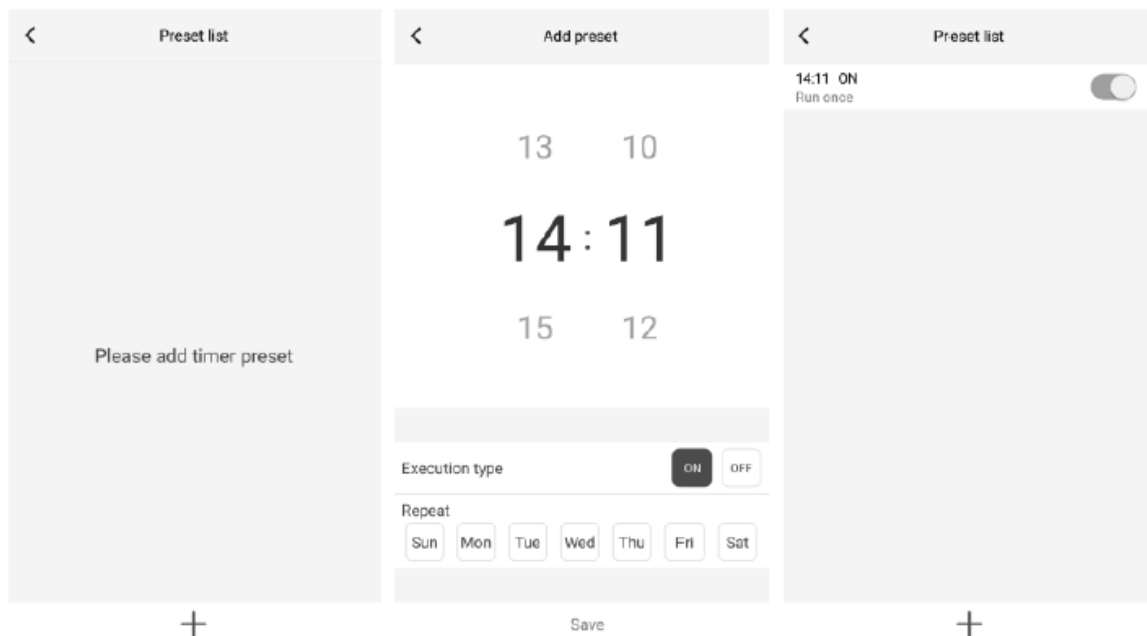 Preset list
Please add timer preset
Add preset
13 10
14 : 11
15 12
Execution type ON OFF
Repeat
Sun Mon Tue Wed Thu Fri Sat
Save
Preset list
14:11 ON
Run once